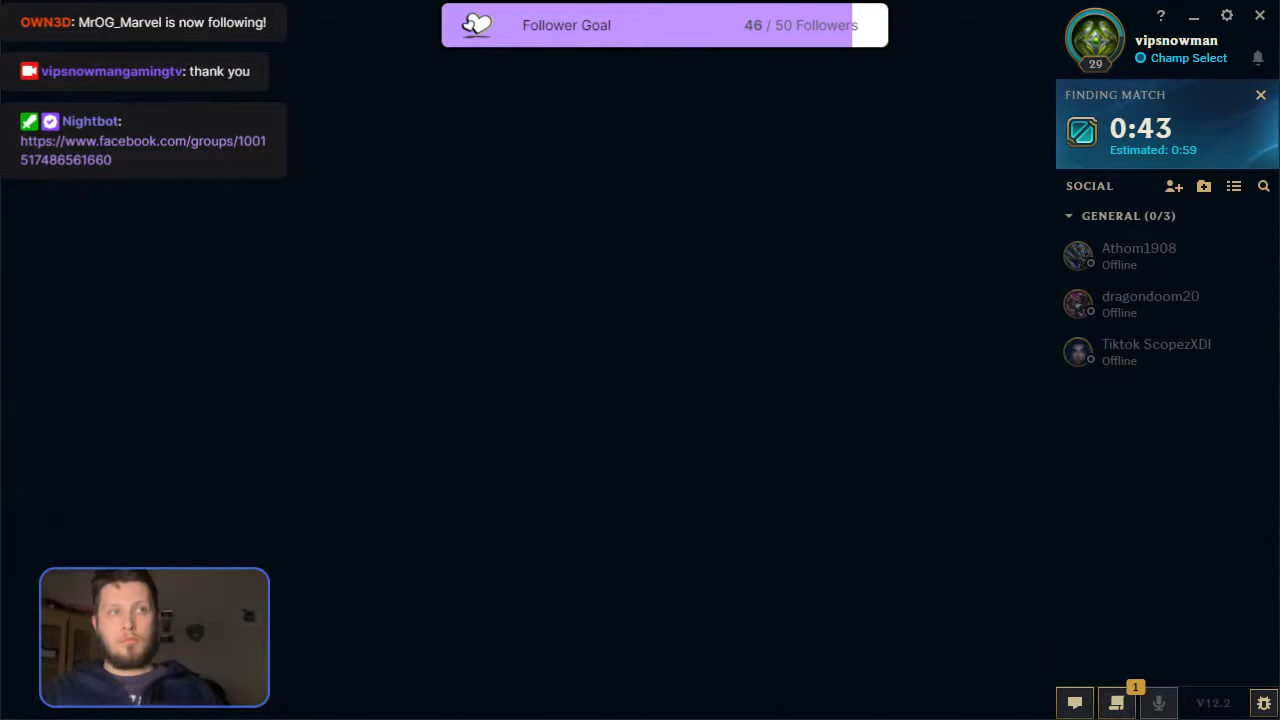 OWN3D: MrOG_Marvel is now following!
vipsnowmangamingtv: thank you
Nightbot:
https://www.facebook.com/groups/1001
517486561660
Follower Goal
46 / 50 Followers
?
vipsnowman
29
Champ Select
FINDING MATCH
0:43
Estimated: 0:59
SOCIAL
GENERAL (0/3)
Athom1908
Offline
dragondoom20
Offline
Tiktok ScopezXDI
Offline
1
V12.2